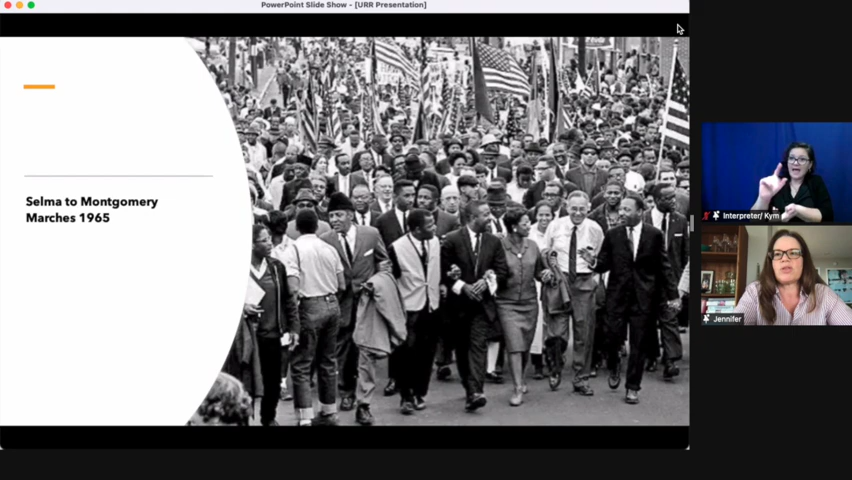 PowerPoint Slide Show - [URR Presentation]
Selma to Montgomery
Marches 1965
Interpreter/ Kym
Jennifer